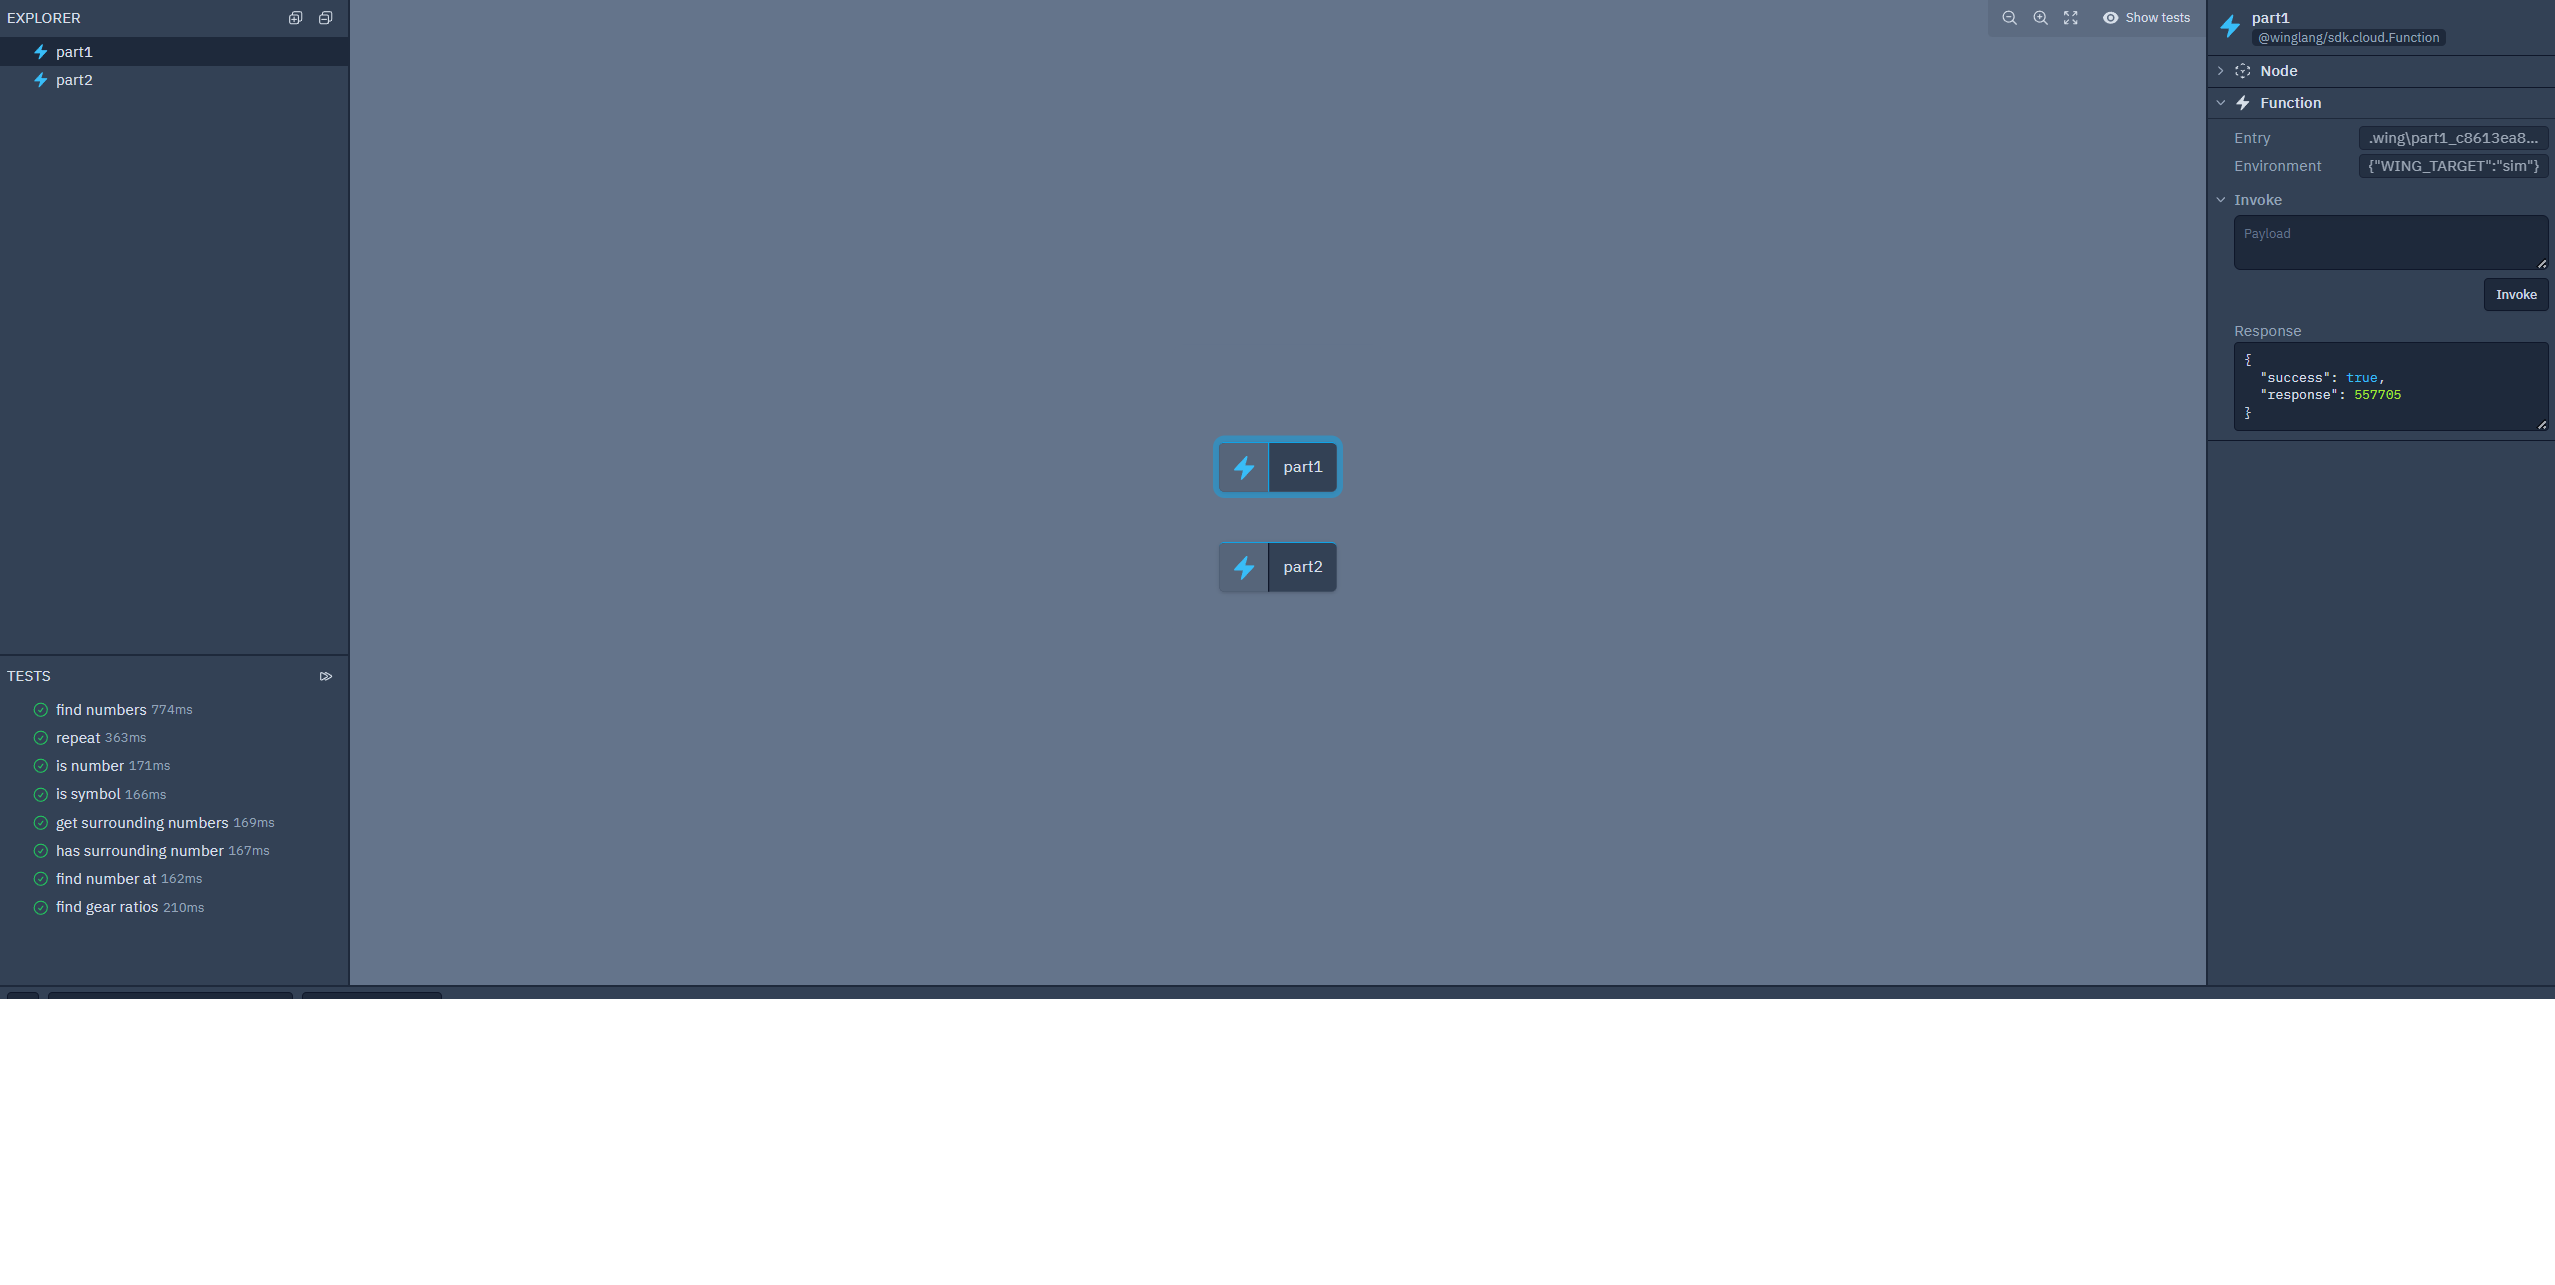 EXPLORER
part1
part2
TESTS
find numbers 774ms
repeat 363ms
is number 171ms
is symbol 166ms
get surrounding numbers 169ms
has surrounding number 167ms
find number at 162ms
find gear ratios 210ms
Show tests
part1
part2
part1
@winglang/sdk.cloud.Function
Node
Function
Entry .wing\part1_c8613ea8...
Environment {"WING_TARGET":"sim"}
Invoke
Payload
Invoke
Response
{
"success": true,
"response": 557705
}